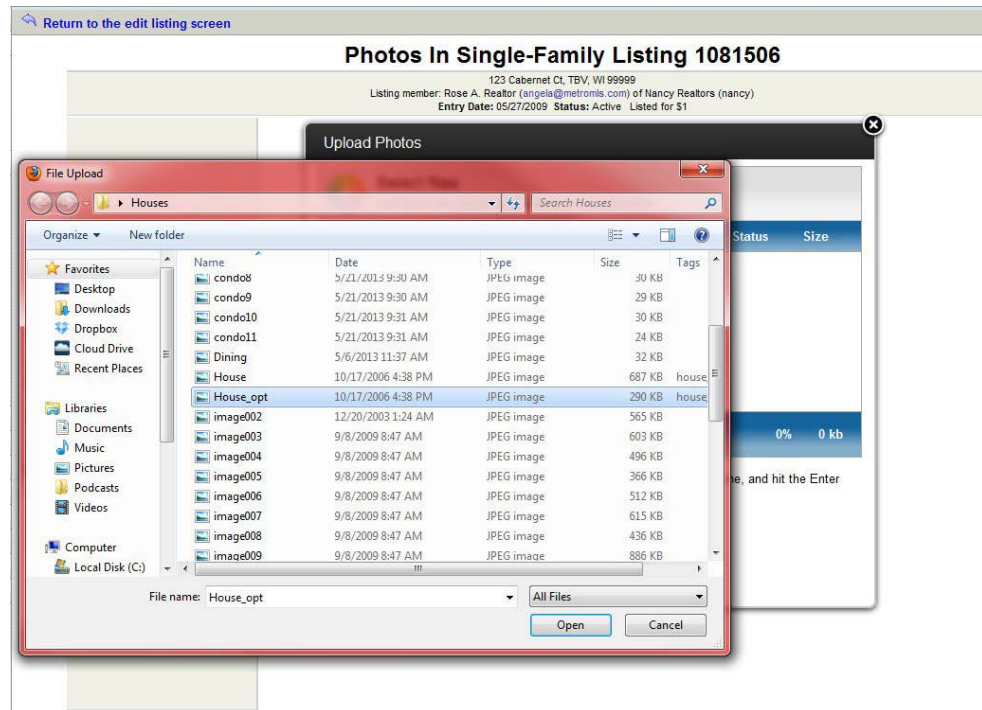 Return to the edit listing screen
Photos In Single-Family Listing 1081506
123 Cabernet Ct, TBV, WI 99999
Listing member: Rose A. Realtor (angela@metromls.com) of Nancy Realtors (nancy)
Entry Date: 05/27/2009 Status: Active Listed for $1
Upload Photos
File Upload
Select files
Houses
Search Houses
Organize New folder
Status Size
Name Date Type Size Tags
condo8 5/21/2013 9:30 AM JPEG image 30 KB
condo9 5/21/2013 9:30 AM JPEG image 29 KB
condo10 5/21/2013 9:31 AM JPEG image 30 KB
condo11 5/21/2013 9:31 AM JPEG image 24 KB
Dining 5/6/2013 11:37 AM JPEG image 32 KB
House 10/17/2006 4:38 PM JPEG image 687 KB house
House_opt 10/17/2006 4:38 PM JPEG image 290 KB house
image002 12/20/2003 1:24 AM JPEG image 565 KB
image003 9/8/2009 8:47 AM JPEG image 603 KB
image004 9/8/2009 8:47 AM JPEG image 496 KB
image005 9/8/2009 8:47 AM JPEG image 366 KB
image006 9/8/2009 8:47 AM JPEG image 512 KB
image007 9/8/2009 8:47 AM JPEG image 615 KB
image008 9/8/2009 8:47 AM JPEG image 436 KB
image009 9/8/2009 8:47 AM JPEG image 886 KB
Favorites
Desktop
Downloads
Dropbox
Cloud Drive
Recent Places
Libraries
Documents
Music
Pictures
Podcasts
Videos
Computer
Local Disk (C:)
0% 0 kb
and hit the Enter
File name: House_opt All Files
Open Cancel